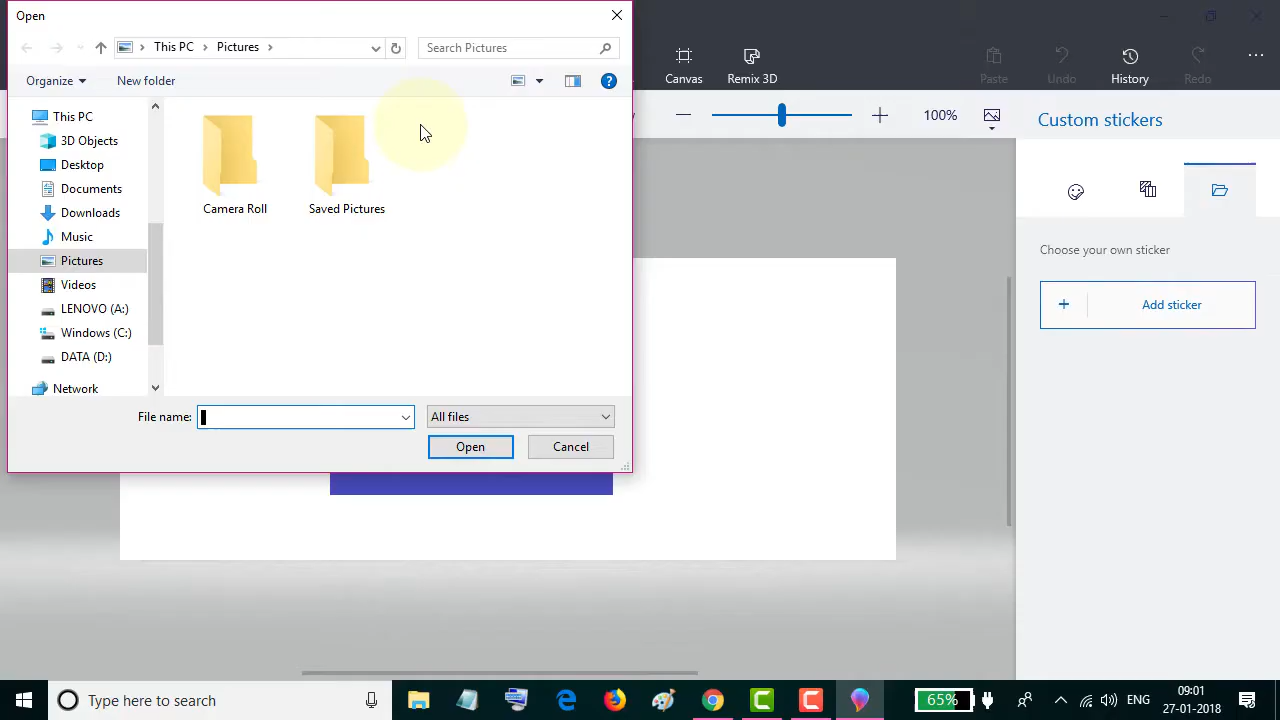 Open
This PC
Pictures
Search Pictures
Organize
New folder
This PC
3D Objects
Desktop
Documents
Downloads
Music
Pictures
Videos
LENOVO (A:)
Windows (C:)
DATA (D:)
Network
Camera Roll
Saved Pictures
File name:
All files
Open
Cancel
Canvas
Remix 3D
Paste
Undo
History
Redo
100%
Custom stickers
Choose your own sticker
Add sticker
Type here to search
65%
ENG
09:01
27-01-2018